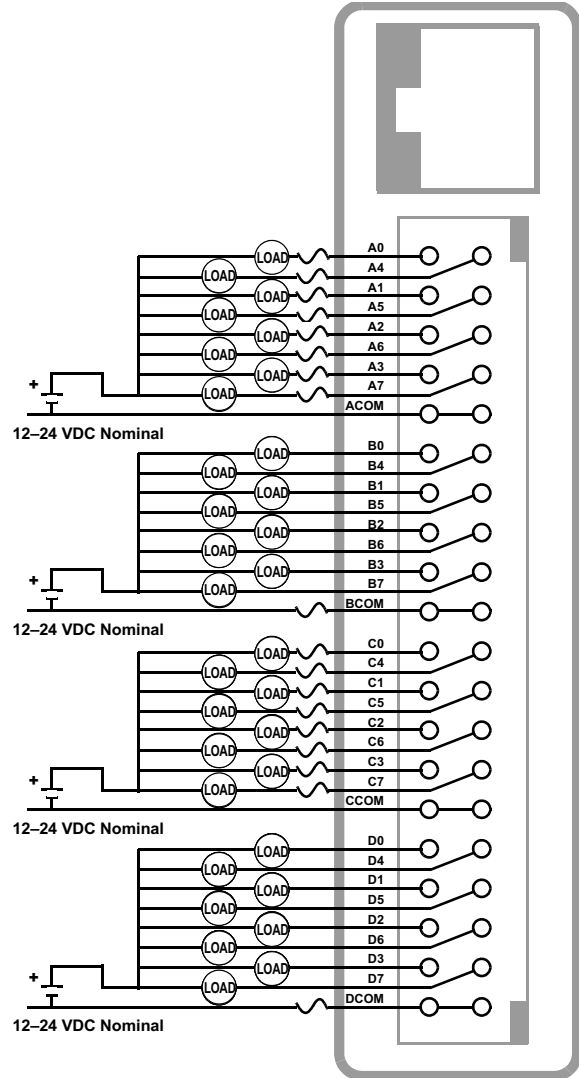 LOAD A0
LOAD A4
LOAD A1
LOAD A5
LOAD A2
LOAD A6
LOAD A3
+ LOAD A7
ACOM
12–24 VDC Nominal
LOAD B0
LOAD B4
LOAD B1
LOAD B5
LOAD B2
LOAD B6
LOAD B3
+ LOAD B7
BCOM
12–24 VDC Nominal
LOAD C0
LOAD C4
LOAD C1
LOAD C5
LOAD C2
LOAD C6
LOAD C3
+ LOAD C7
CCOM
12–24 VDC Nominal
LOAD D0
LOAD D4
LOAD D1
LOAD D5
LOAD D2
LOAD D6
LOAD D3
+ LOAD D7
DCOM
12–24 VDC Nominal